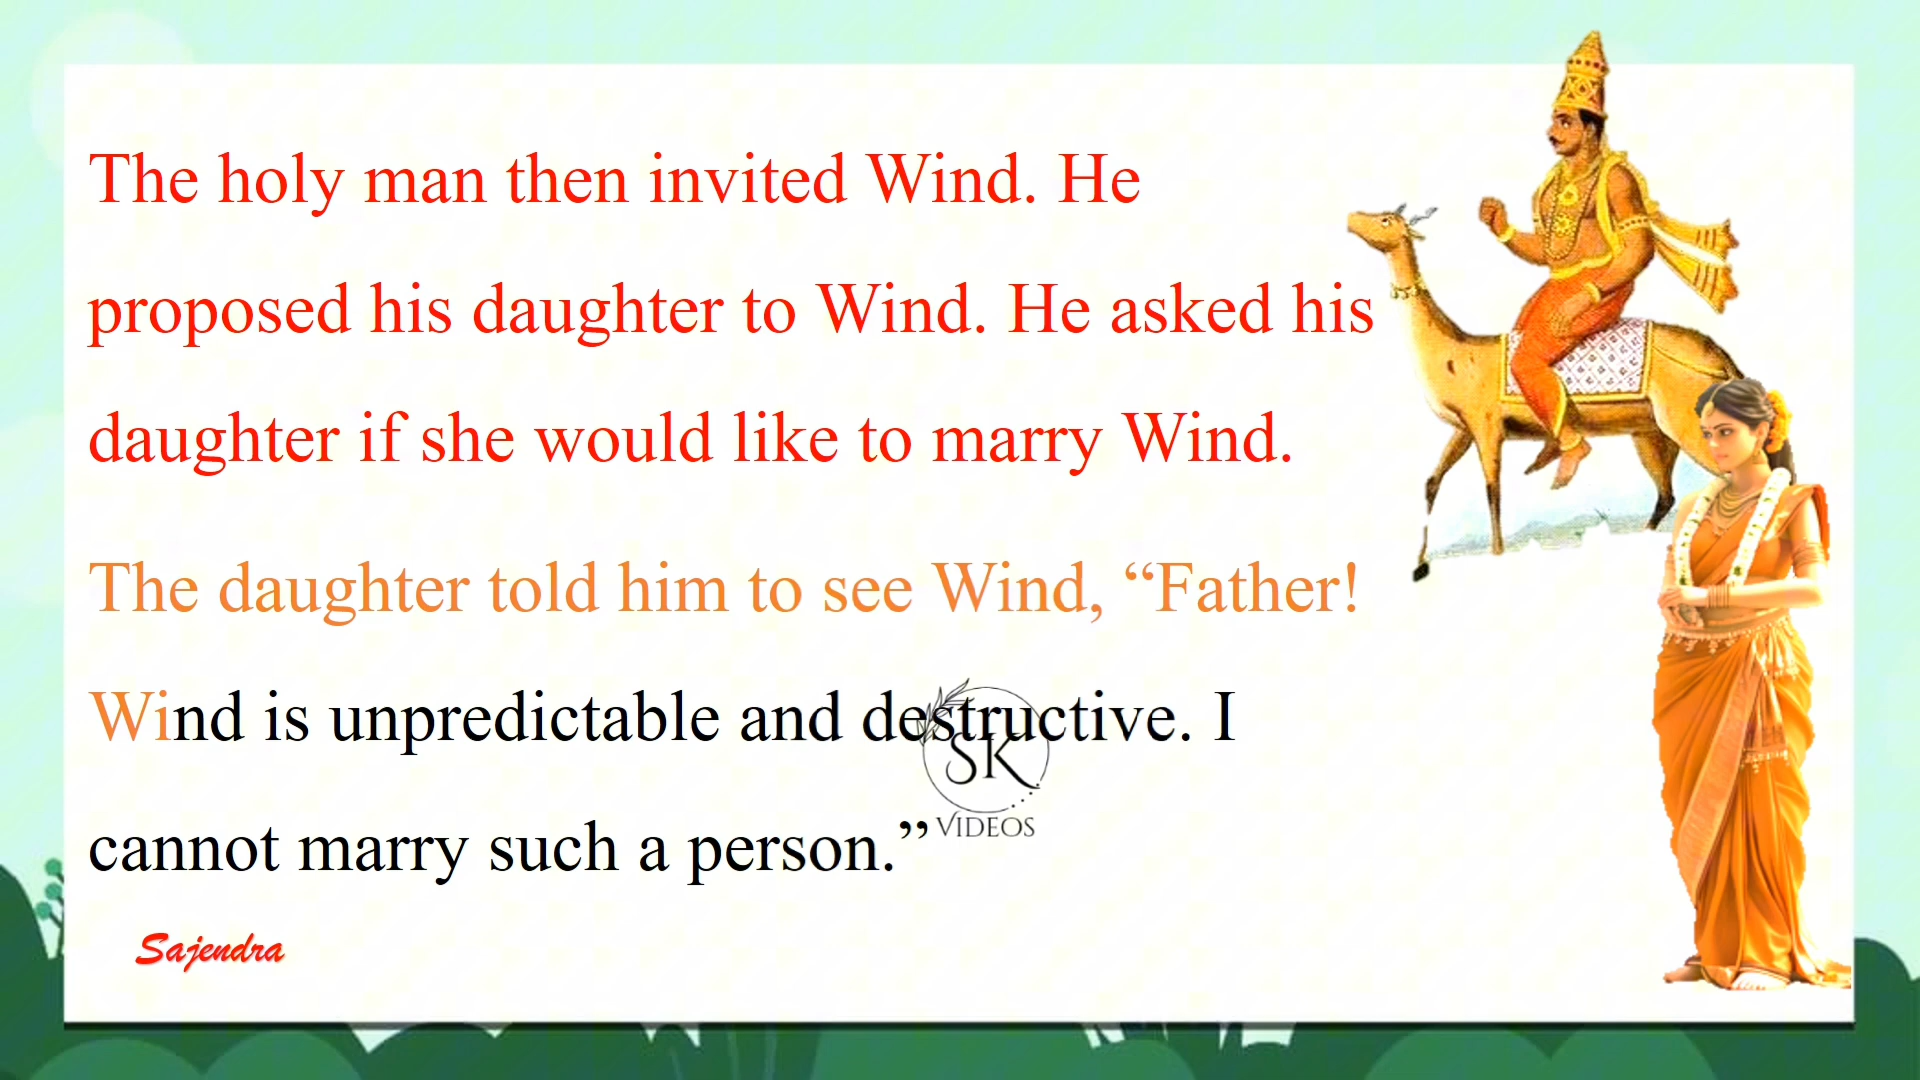 The holy man then invited Wind. He
proposed his daughter to Wind. He asked his
daughter if she would like to marry Wind.
The daughter told him to see Wind, “Father!
Wind is unpredictable and destructive. I
cannot marry such a person.”
SK
VIDEOS
Sajendra